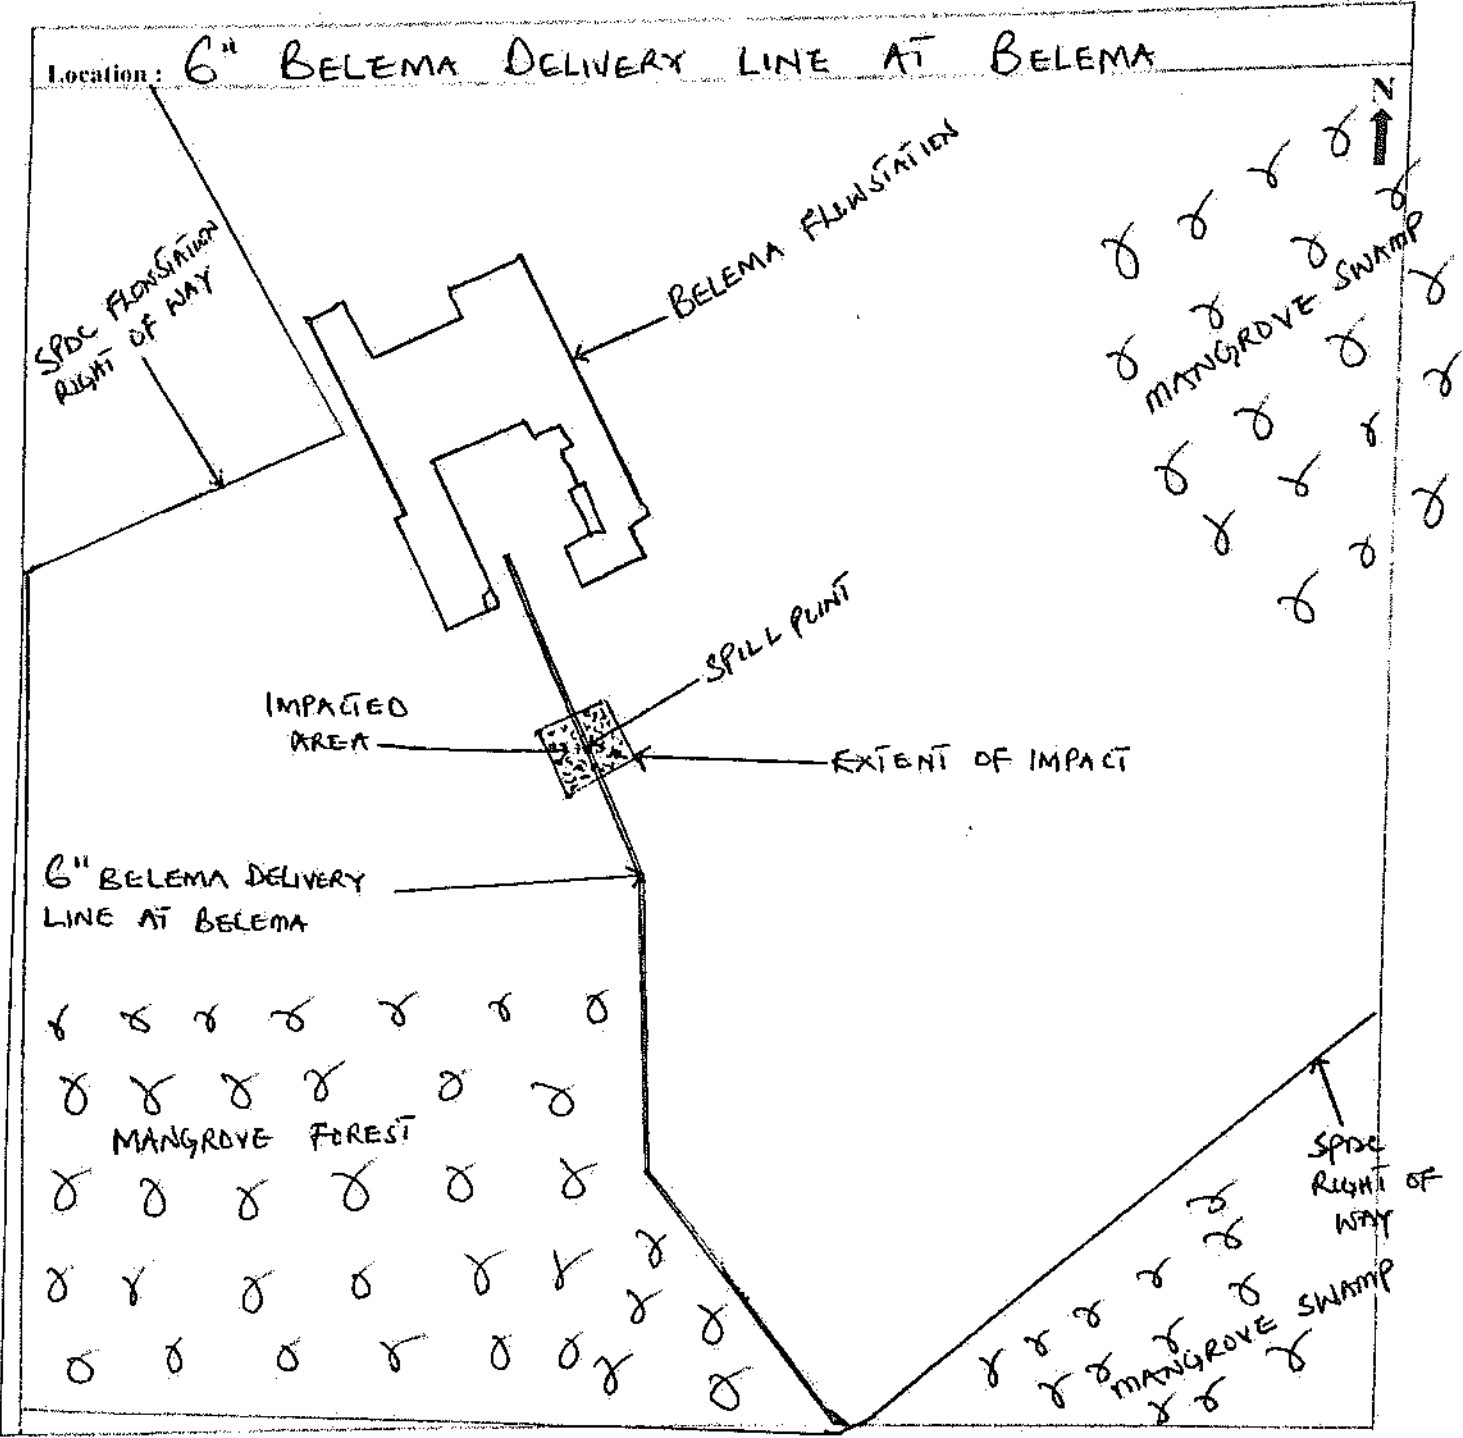 Location : 6" BELEMA DELIVERY LINE AT BELEMA
N
BELEMA FLOWSTATION
SPDC FLOWSTATION
RIGHT OF WAY
MANGROVE SWAMP
SPILL POINT
IMPACTED
AREA
EXTENT OF IMPACT
6" BELEMA DELIVERY
LINE AT BELEMA
MANGROVE FOREST
SPDC
RIGHT OF
WAY
MANGROVE SWAMP